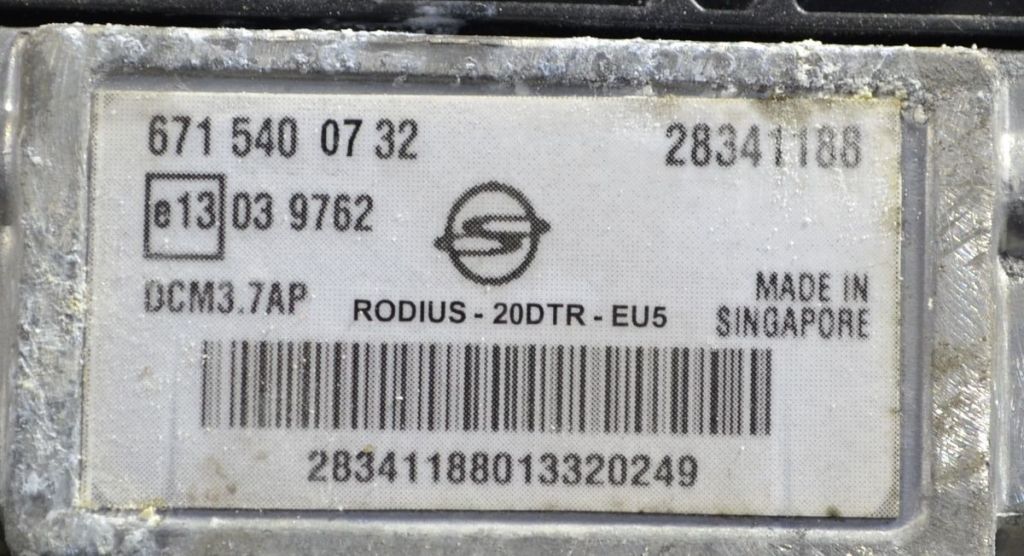 671 540 07 32 28341188
e13 03 9762
DCM3.7AP RODIUS - 20DTR - EU5 MADE IN
SINGAPORE
28341188013320249